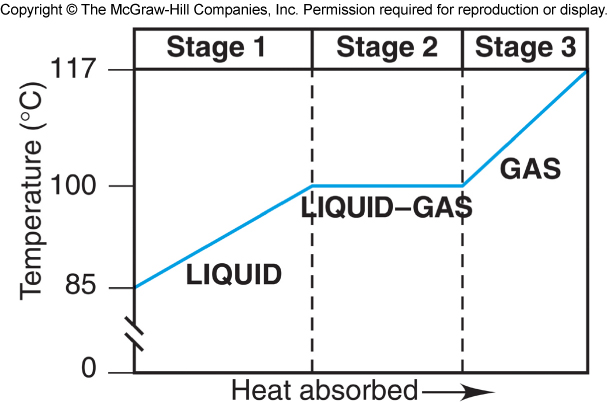 Copyright © The McGraw-Hill Companies, Inc. Permission required for reproduction or display.
Stage 1 Stage 2 Stage 3
117
GAS
100
LIQUID–GAS
LIQUID
85
0
Temperature (°C)
Heat absorbed